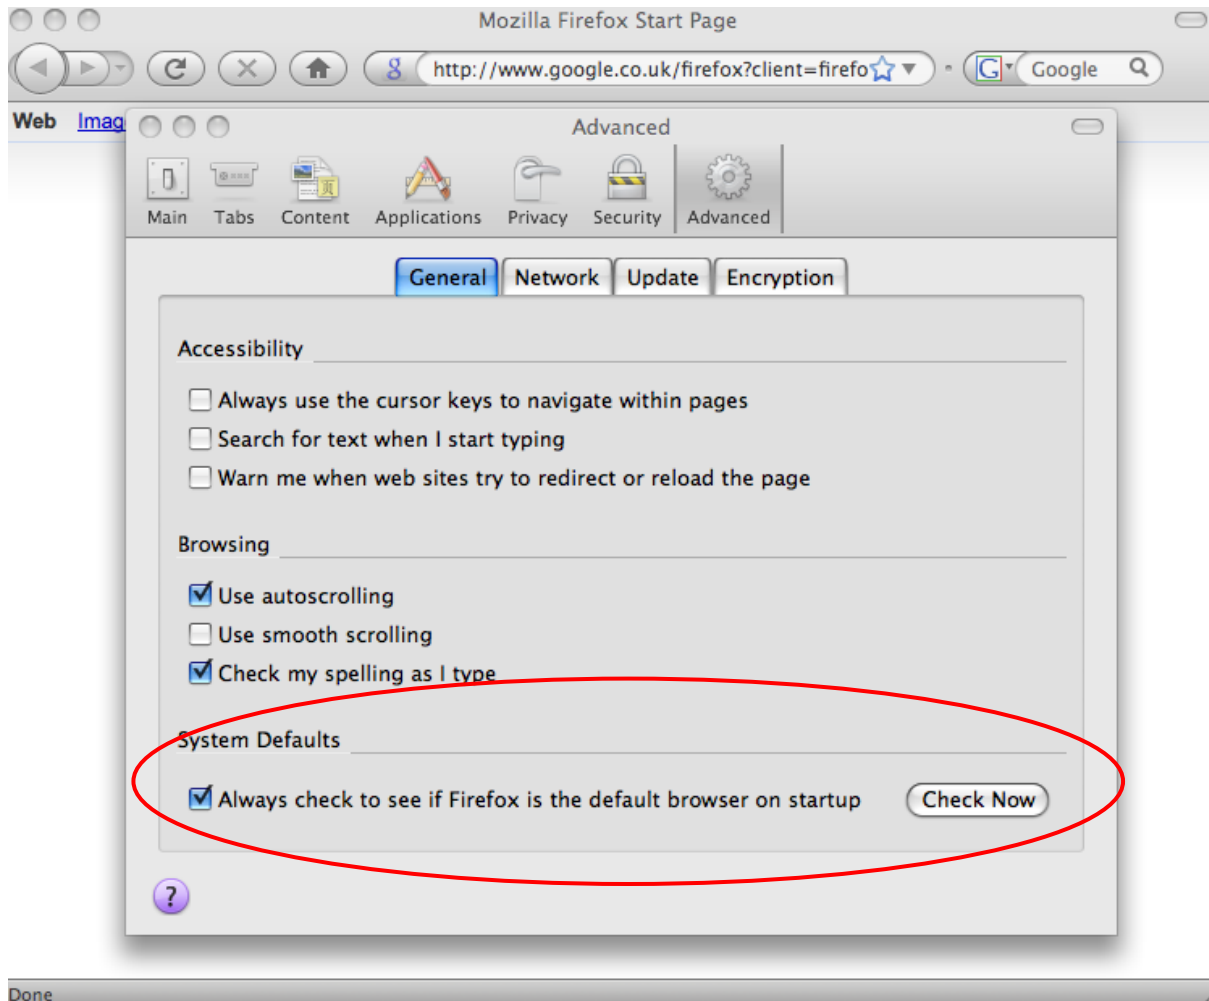 Mozilla Firefox Start Page
g http://www.google.co.uk/firefox?client=firefo G Google
Web Imag
Advanced
Main Tabs Content Applications Privacy Security Advanced
General Network Update Encryption
Accessibility
Always use the cursor keys to navigate within pages
Search for text when I start typing
Warn me when web sites try to redirect or reload the page
Browsing
Use autoscrolling
Use smooth scrolling
Check my spelling as I type
System Defaults
Always check to see if Firefox is the default browser on startup Check Now
?
Done